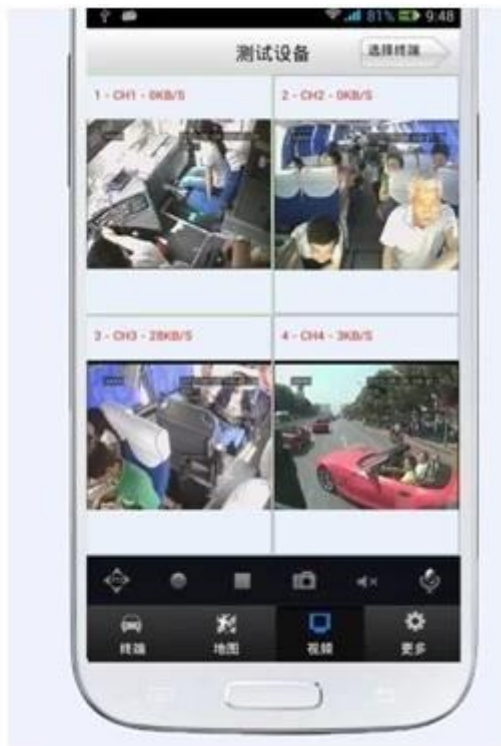 81% 9:48
测试设备 选择终端
1 - CH1 - 0KB/S 2 - CH2 - 0KB/S
3 - CH3 - 28KB/S 4 - CH4 - 3KB/S
终端 地图 视频 更多